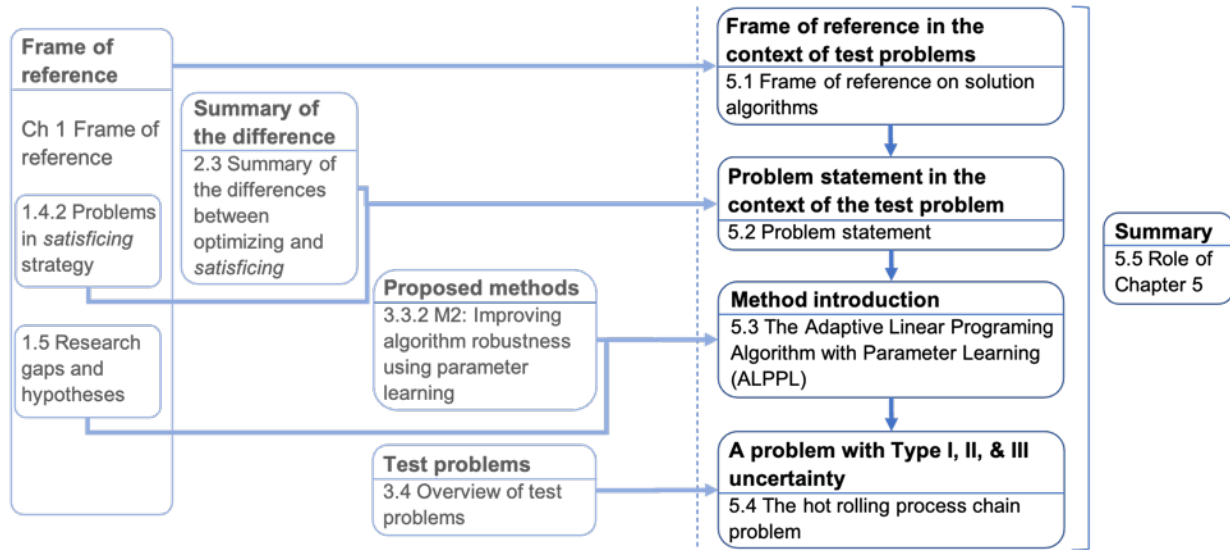 Frame of
reference
Ch 1 Frame of
reference
1.4.2 Problems
in satisficing
strategy
1.5 Research
gaps and
hypotheses
Summary of
the difference
2.3 Summary of
the differences
between
optimizing and
satisficing
Proposed methods
3.3.2 M2: Improving
algorithm robustness
using parameter
learning
Test problems
3.4 Overview of test
problems
Frame of reference in the
context of test problems
5.1 Frame of reference on solution
algorithms
Problem statement in the
context of the test problem
5.2 Problem statement
Method introduction
5.3 The Adaptive Linear Programing
Algorithm with Parameter Learning
(ALPPL)
A problem with Type I, II, & III
uncertainty
5.4 The hot rolling process chain
problem
Summary
5.5 Role of
Chapter 5